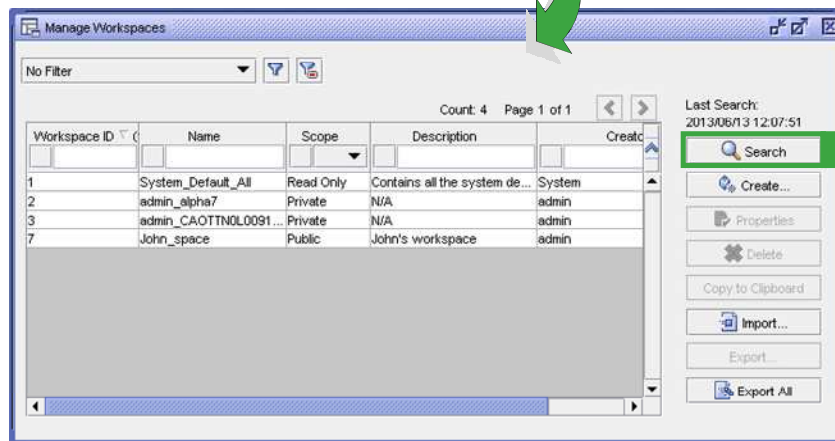 Manage Workspaces
No Filter
Count: 4 Page 1 of 1
Workspace ID Name Scope Description
1 System_Default_All Read Only Contains all the system de... System
2 admin_alpha7 Private N/A admin
3 admin_CAOTTN0L0091... Private N/A admin
7 John_space Public John's workspace admin
Last Search:
2013/06/13 12:07:51
Search
Create...
Properties
Delete
Copy to Clipboard
Import...
Export...
Export All